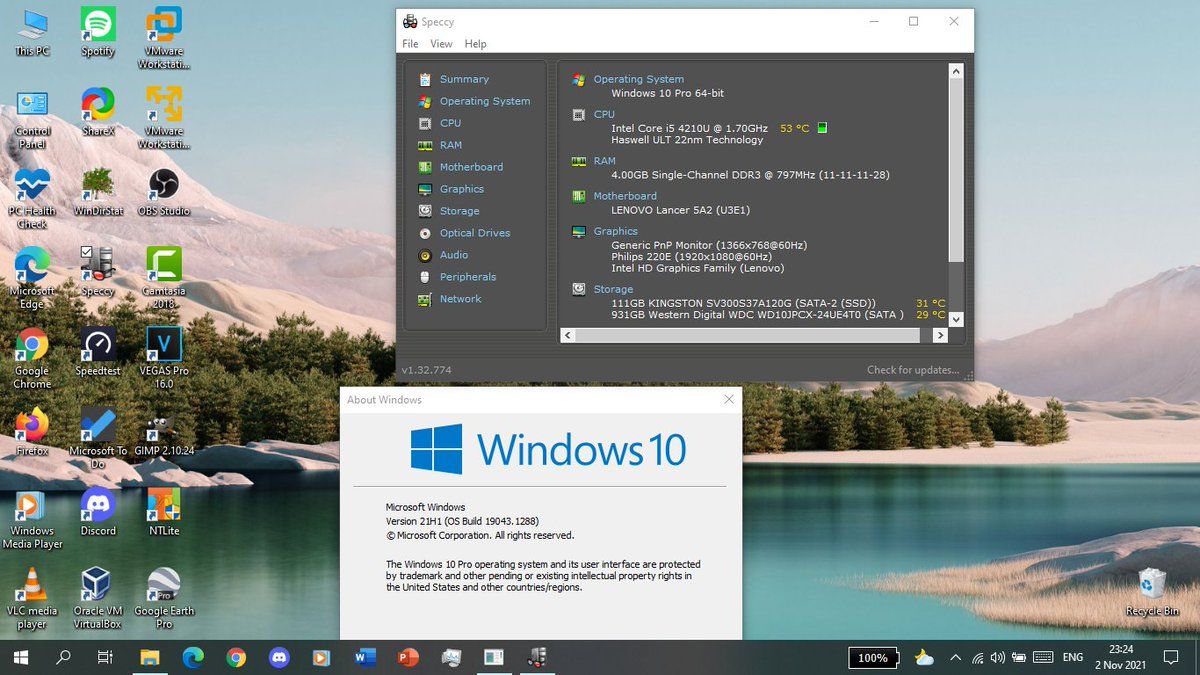 This PC
Spotify
VMware
Workstati...
Control
Panel
ShareX
VMware
Workstati...
PC Health
Check
WinDirStat
OBS Studio
Microsoft
Edge
Speccy
Camtasia
2018
Google
Chrome
Speedtest
VEGAS Pro
16.0
Firefox
Microsoft To
Do
GIMP 2.10.24
Windows
Media Player
Discord
NTLite
VLC media
player
Oracle VM
VirtualBox
Pro
Google Earth
Pro
Speccy
File View Help
Summary
Operating System
CPU
RAM
Motherboard
Graphics
Storage
Optical Drives
Audio
Peripherals
Network
Operating System
Windows 10 Pro 64-bit
CPU
Intel Core i5 4210U @ 1.70GHz 53 °C
Haswell ULT 22nm Technology
RAM
4.00GB Single-Channel DDR3 @ 797MHz (11-11-11-28)
Motherboard
LENOVO Lancer 5A2 (U3E1)
Graphics
Generic PnP Monitor (1366x768@60Hz)
Philips 220E (1920x1080@60Hz)
Intel HD Graphics Family (Lenovo)
Storage
111GB KINGSTON SV300S37A120G (SATA-2 (SSD)) 31 °C
931GB Western Digital WDC WD10JPCX-24UE4T0 (SATA ) 29 °C
v1.32.774
Check for updates...
About Windows
Windows 10
Microsoft Windows
Version 21H1 (OS Build 19043.1288)
© Microsoft Corporation. All rights reserved.
The Windows 10 Pro operating system and its user interface are protected
by trademark and other pending or existing intellectual property rights in
the United States and other countries/regions.
Recycle Bin
100%
ENG
23:24
2 Nov 2021